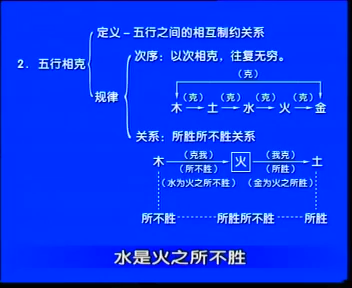 定义－五行之间的相互制约关系
2. 五行相克
次序：以次相克，往复无穷。
（克）
规律
（克） （克） （克） （克）
木 土 水 火 金
关系：所胜所不胜关系
（克我） （我克）
木 火 土
（所不胜） （所胜）
（水为火之所不胜） （金为火之所胜）
所不胜 所胜所不胜 所胜
水是火之所不胜